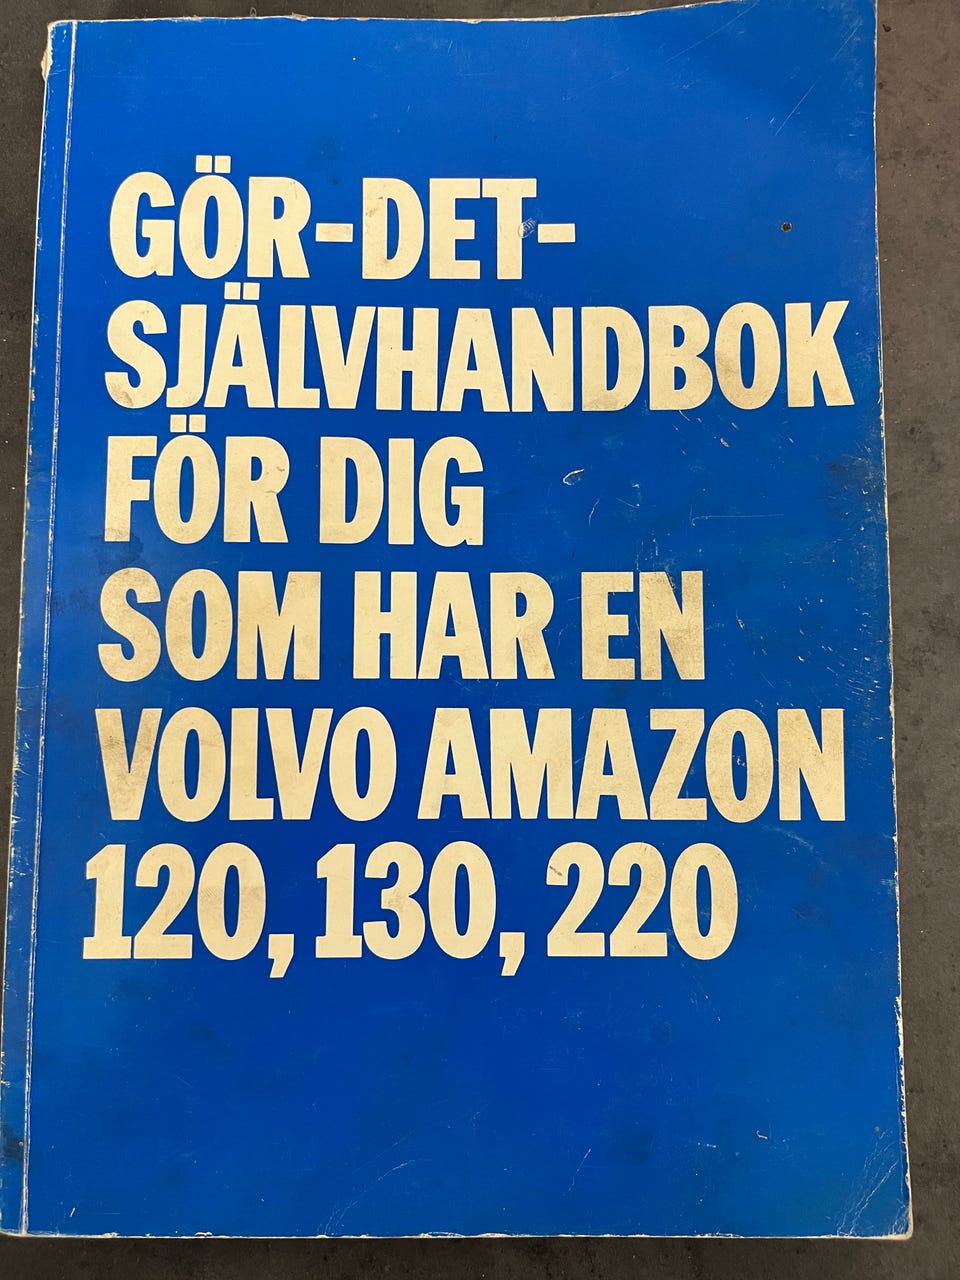 GÖR-DET-
SJÄLVHANDBOK
FÖR DIG
SOM HAR EN
VOLVO AMAZON
120, 130, 220